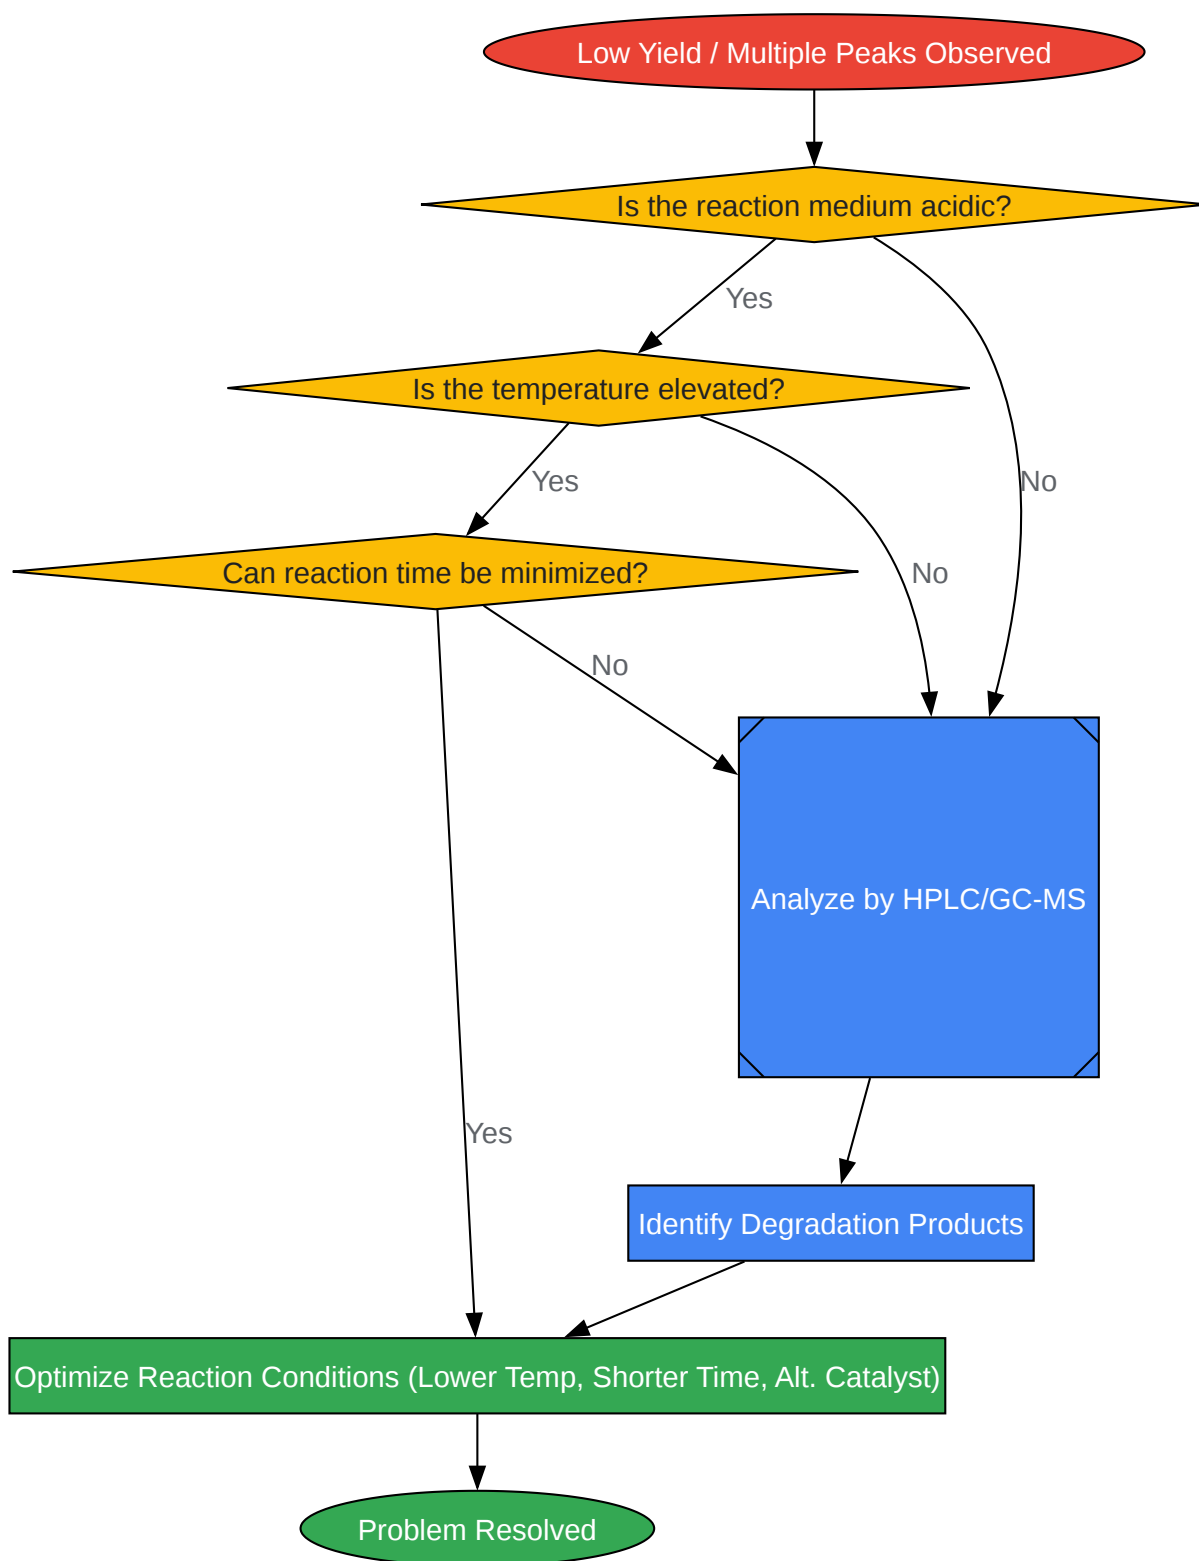 Low Yield / Multiple Peaks Observed
Is the reaction medium acidic?
Yes
Is the temperature elevated?
Yes
No
Can reaction time be minimized?
No
No
Analyze by HPLC/GC-MS
Yes
Identify Degradation Products
Optimize Reaction Conditions (Lower Temp, Shorter Time, Alt. Catalyst)
Problem Resolved